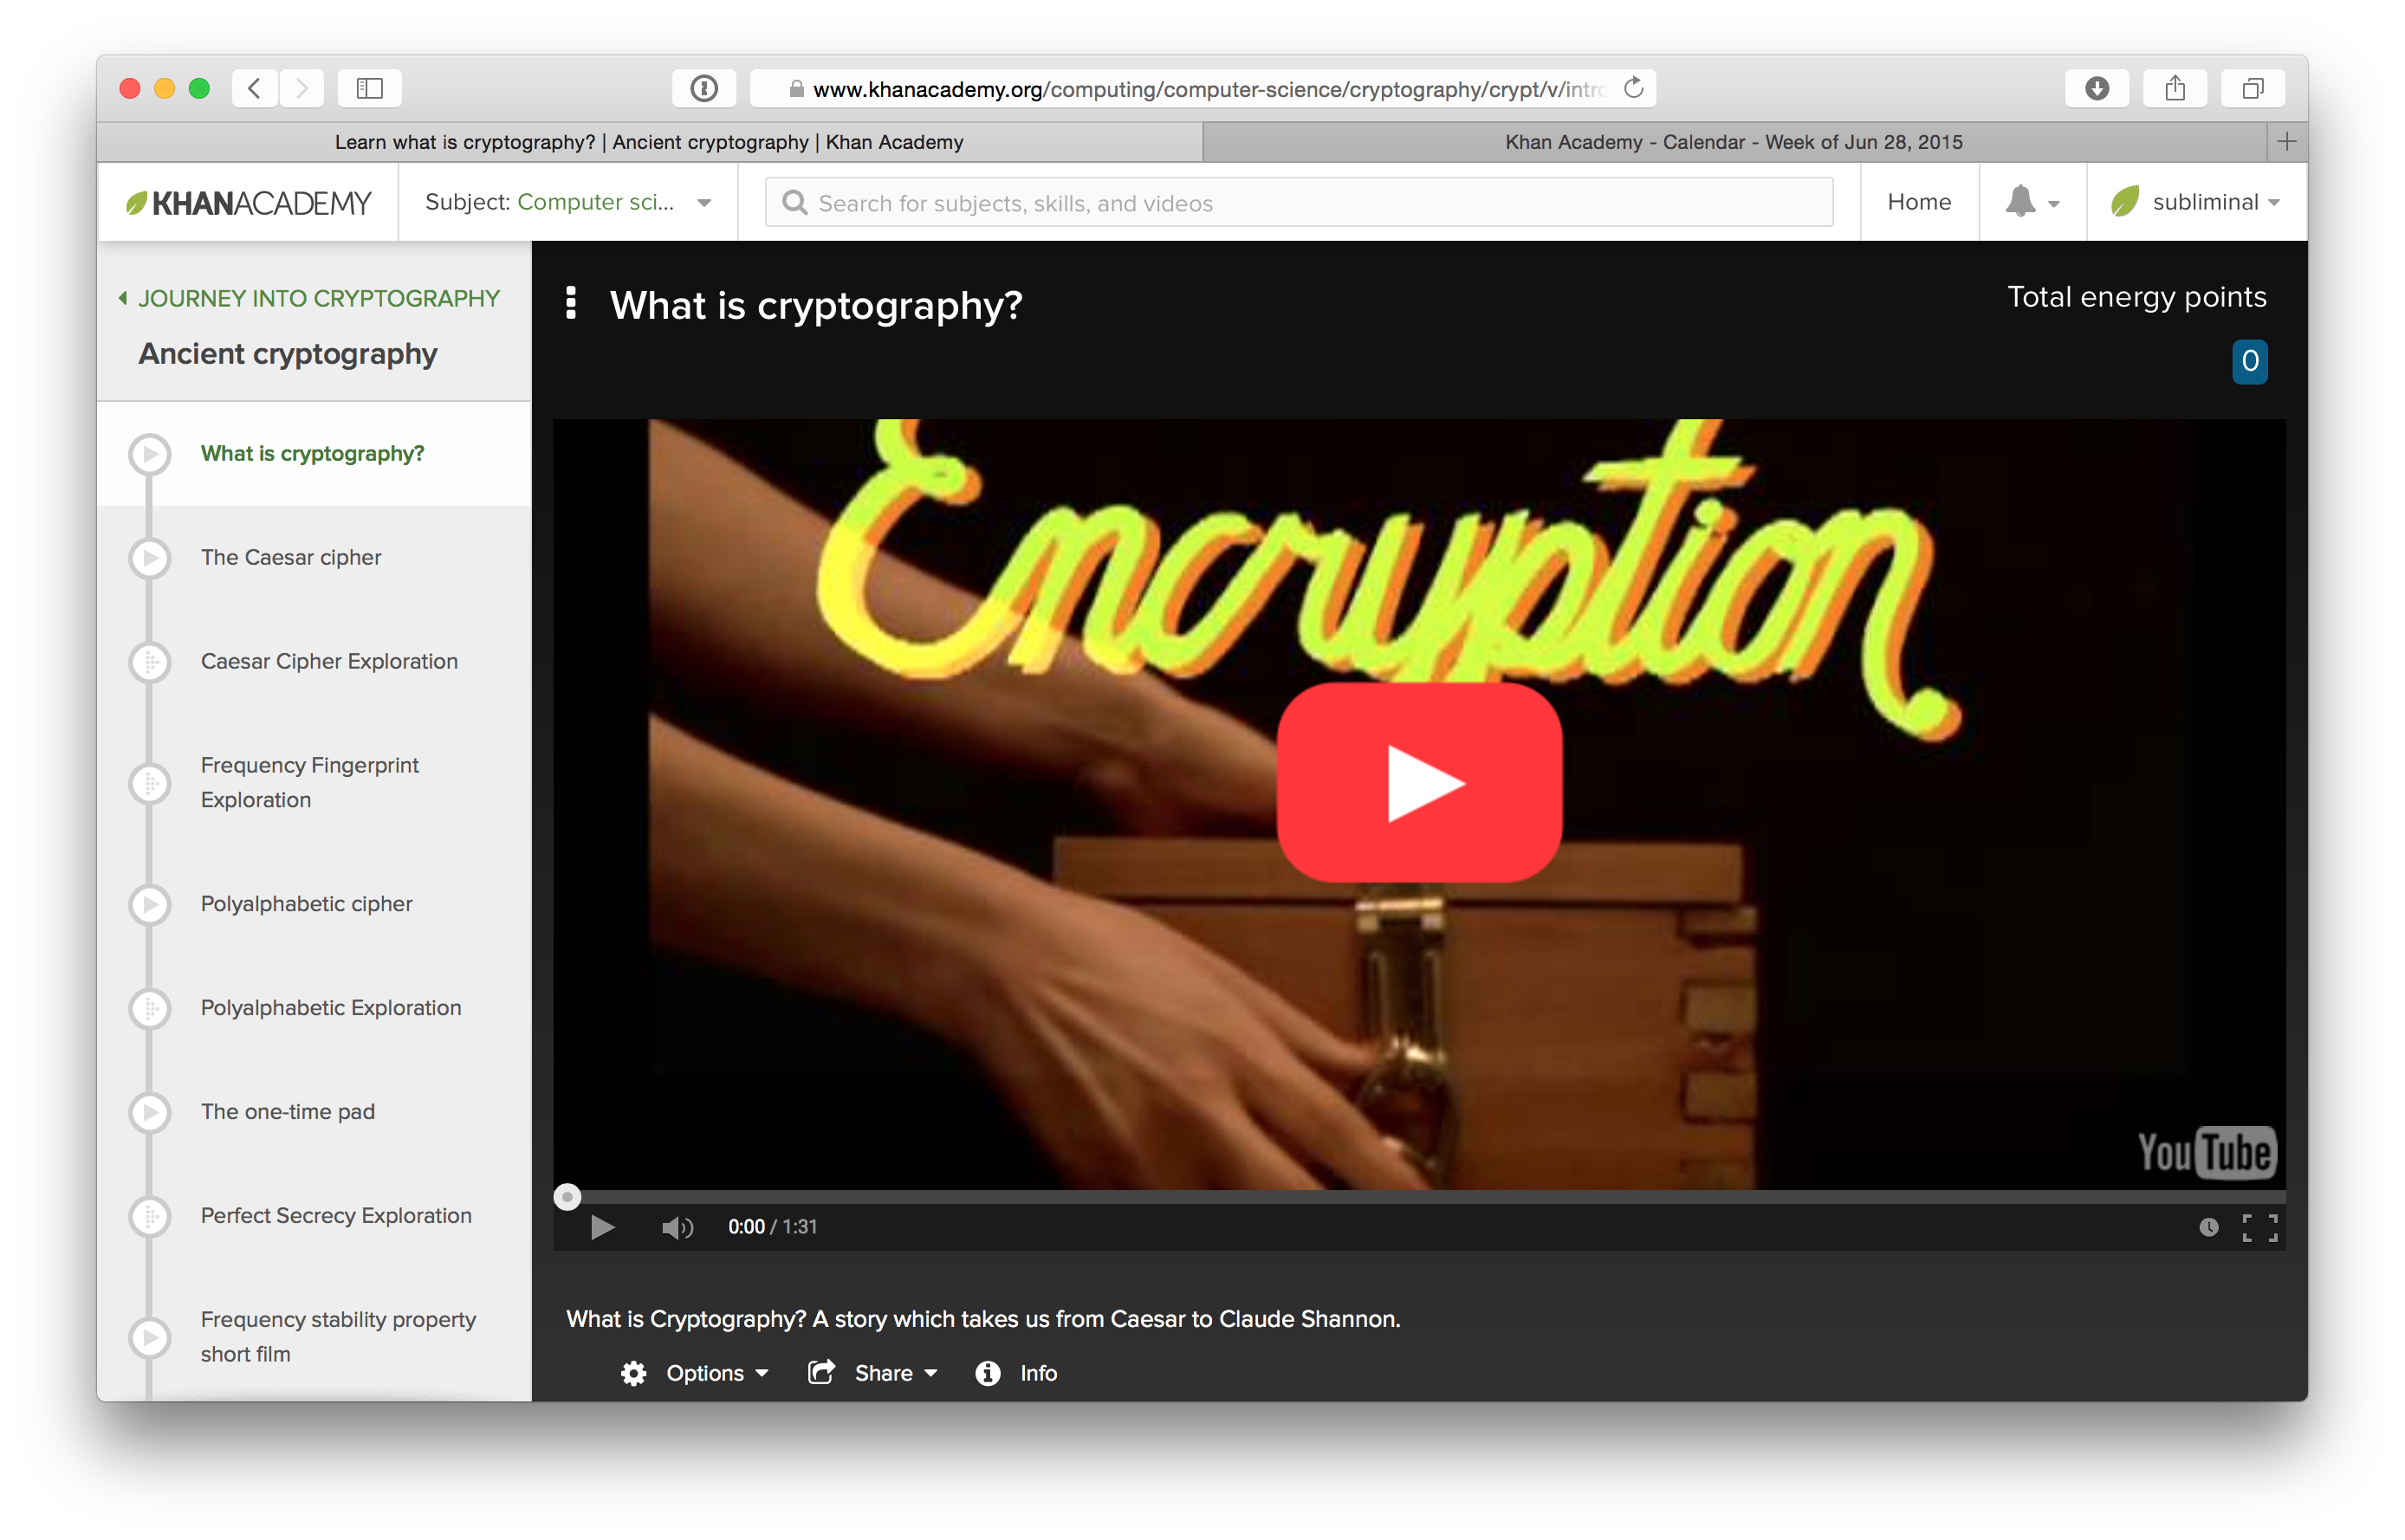 www.khanacademy.org/computing/computer-science/cryptography/crypt/v/intro
Learn what is cryptography? | Ancient cryptography | Khan Academy
Khan Academy - Calendar - Week of Jun 28, 2015
KHANACADEMY
Subject: Computer sci...
Search for subjects, skills, and videos
Home
subliminal
JOURNEY INTO CRYPTOGRAPHY
Ancient cryptography
What is cryptography?
The Caesar cipher
Caesar Cipher Exploration
Frequency Fingerprint
Exploration
Polyalphabetic cipher
Polyalphabetic Exploration
The one-time pad
Perfect Secrecy Exploration
Frequency stability property
short film
What is cryptography?
Total energy points
0
Encryption
YouTube
0:00 / 1:31
What is Cryptography? A story which takes us from Caesar to Claude Shannon.
Options
Share
Info